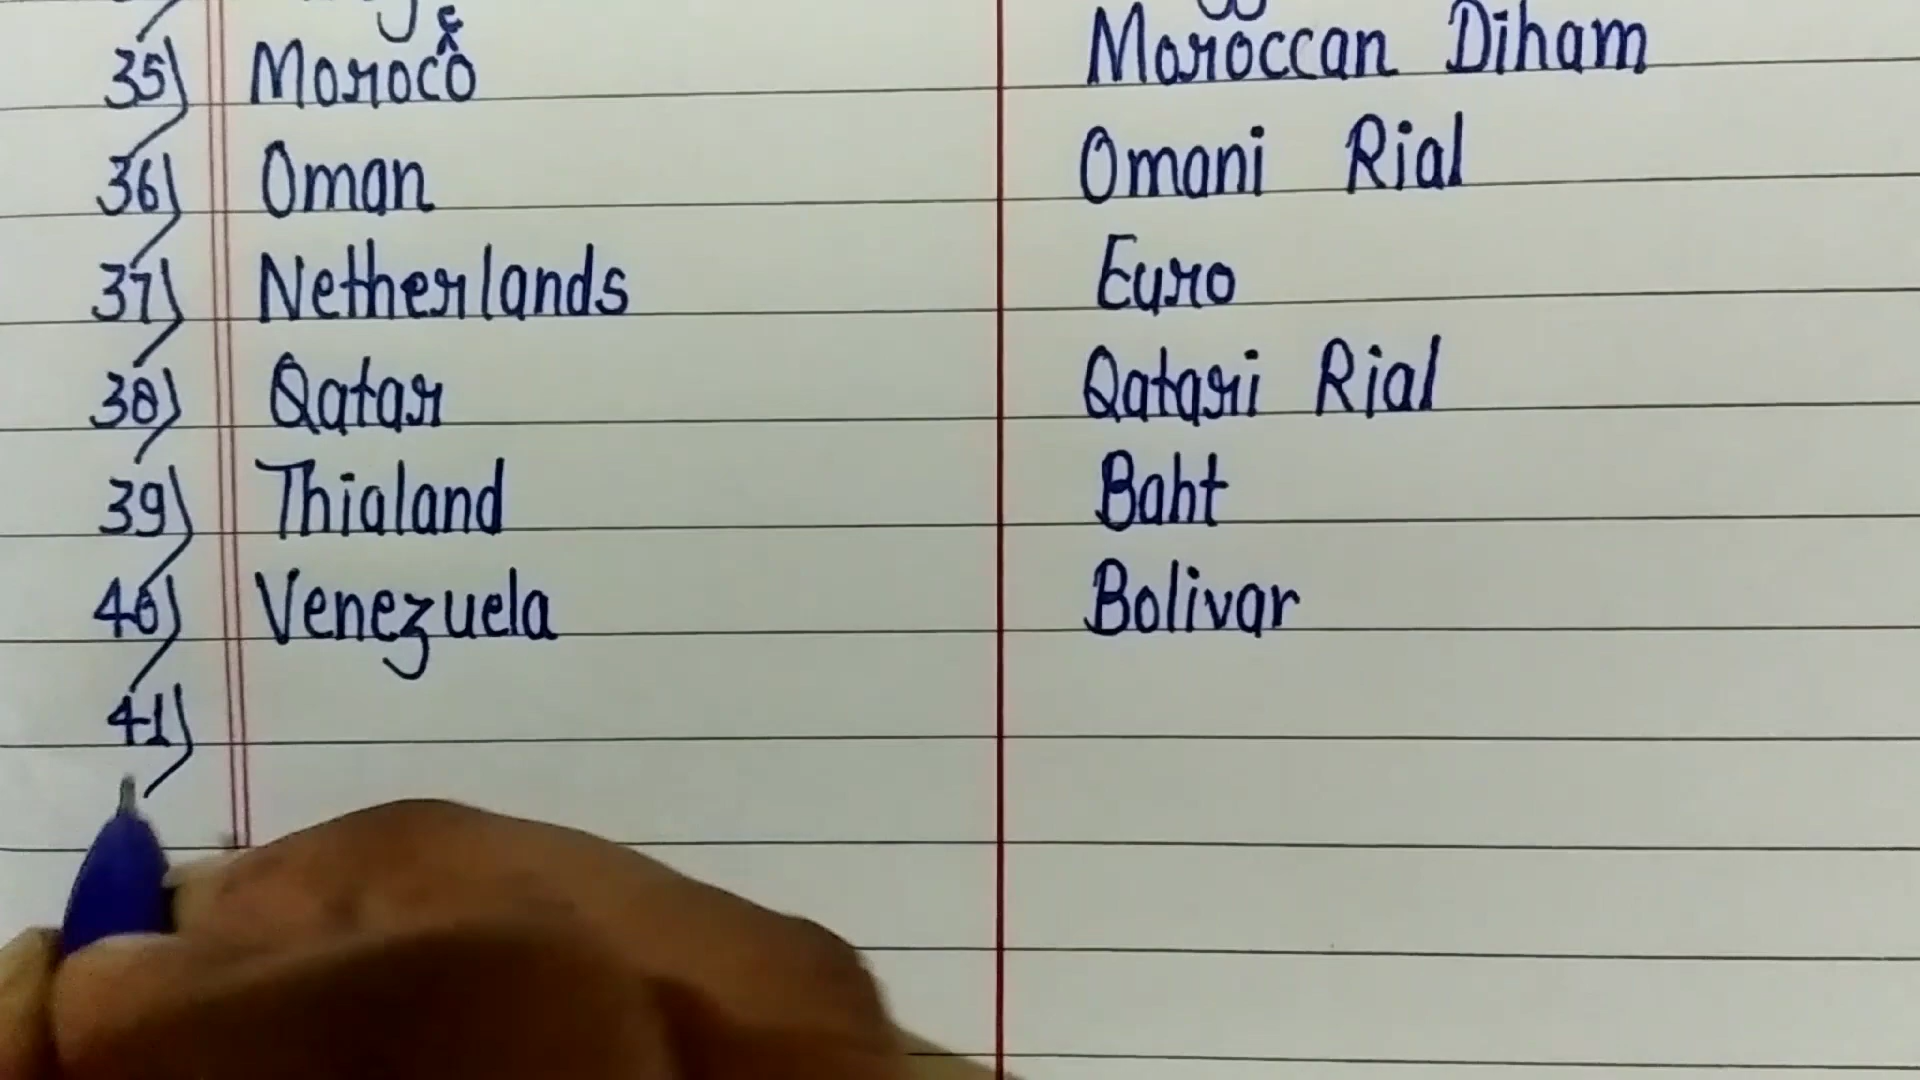 35) Morocco Moroccan Diham
36) Oman Omani Rial
37) Netherlands Euro
38) Qatar Qatari Rial
39) Thialand Baht
40) Venezuela Bolivar
41)